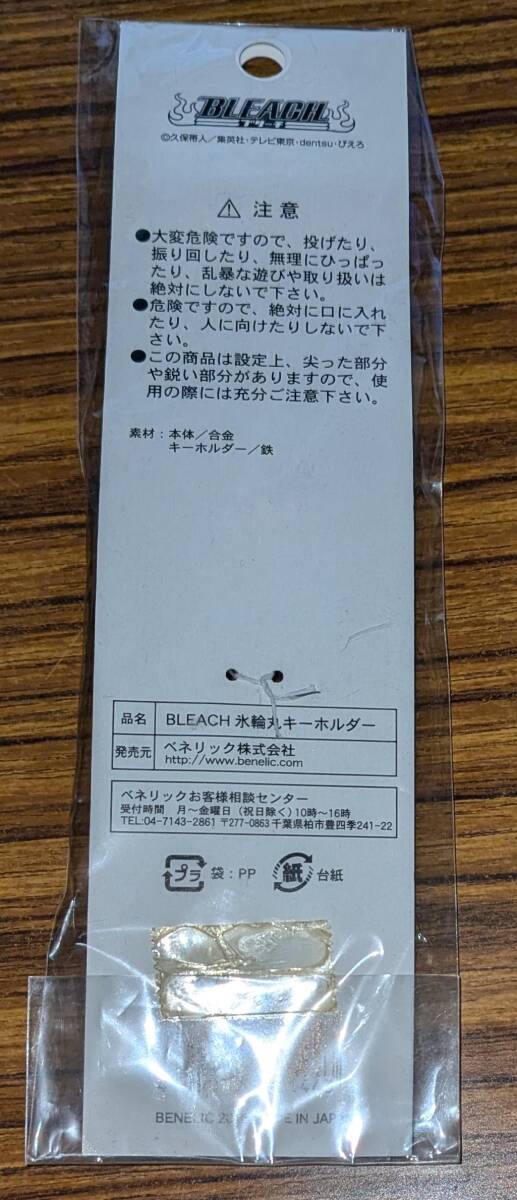 BLEACH
ブリーチ
©久保帯人／集英社・テレビ東京・dentsu・ぴえろ
注意
●大変危険ですので、投げたり、
振り回したり、無理にひっぱっ
たり、乱暴な遊びや取り扱いは
絶対にしないで下さい。
●危険ですので、絶対に口に入れ
たり、人に向けたりしないで下
さい。
●この商品は設定上、尖った部分
や鋭い部分がありますので、使
用の際には充分ご注意下さい。
素材：本体／合金
キーホルダー／鉄
品名 BLEACH 氷輪丸キーホルダー
発売元 ベネリック株式会社
http://www.benelic.com
ベネリックお客様相談センター
受付時間 月〜金曜日（祝日除く）10時〜16時
TEL:04-7143-2861 〒277-0863 千葉県柏市豊四季241-22
プラ 袋：PP 紙 台紙
BENELIC IN